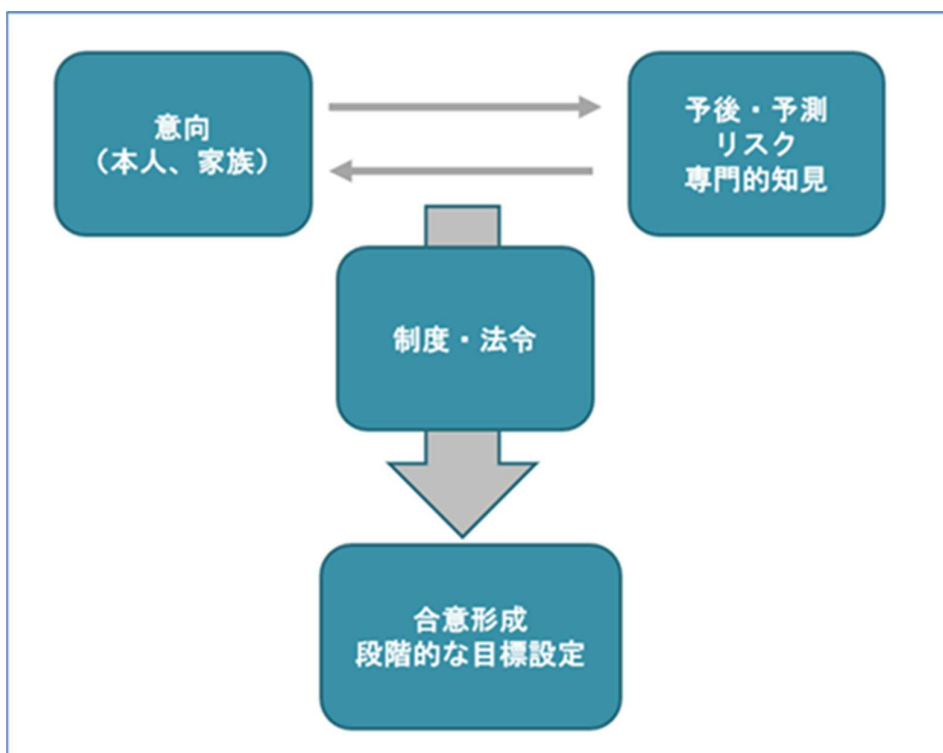 意向
（本人、家族）
予後・予測
リスク
専門的知見
制度・法令
合意形成
段階的な目標設定